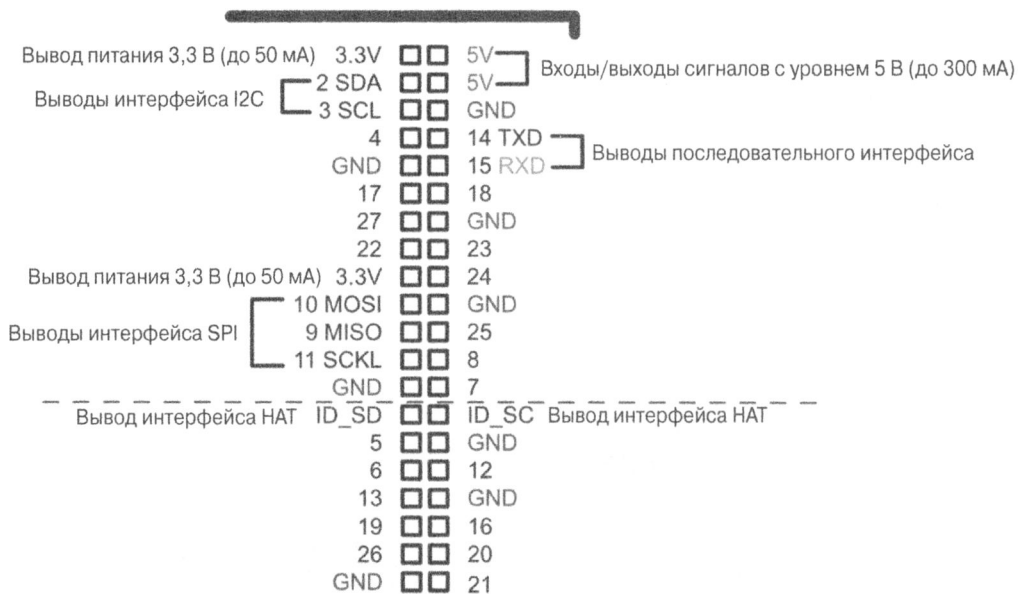 Вывод питания 3,3 В (до 50 мА) 3.3V 5V
Входы/выходы сигналов с уровнем 5 В (до 300 мА)
2 SDA 5V
Выводы интерфейса I2C
3 SCL GND
4 14 TXD
Выводы последовательного интерфейса
GND 15 RXD
17 18
27 GND
22 23
Вывод питания 3,3 В (до 50 мА) 3.3V 24
10 MOSI GND
Выводы интерфейса SPI 9 MISO 25
11 SCKL 8
GND 7
Вывод интерфейса HAT ID_SD ID_SC Вывод интерфейса HAT
5 GND
6 12
13 GND
19 16
26 20
GND 21